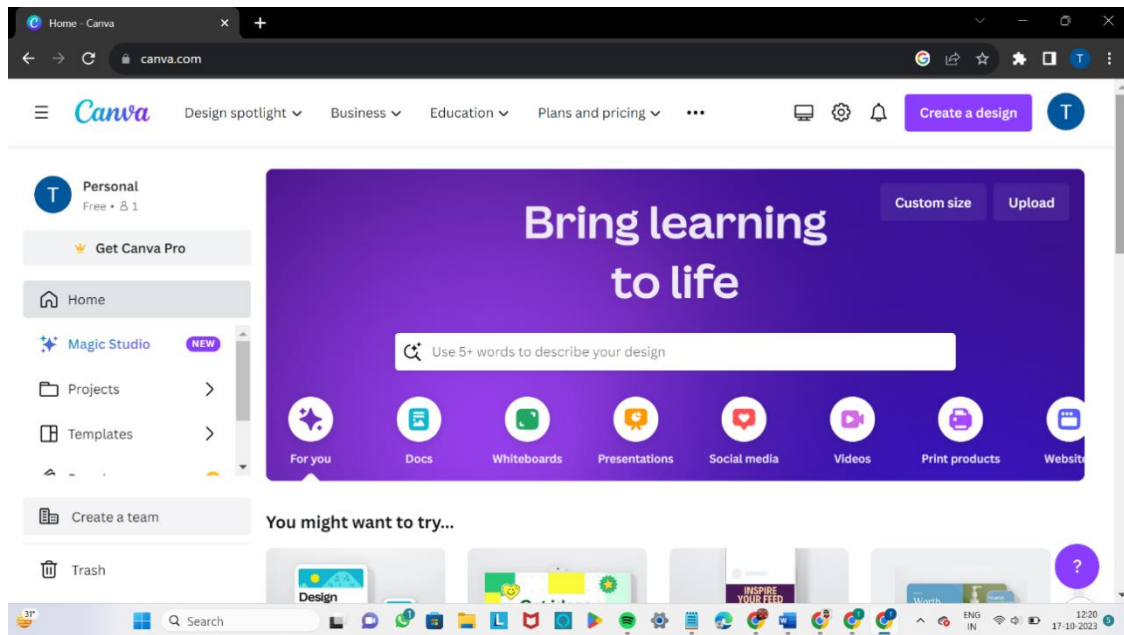 Home - Canva
canva.com
Canva
Design spotlight
Business
Education
Plans and pricing
Create a design
T
T
Personal
Free • 1
Get Canva Pro
Home
Magic Studio
NEW
Projects
Templates
Create a team
Trash
Custom size
Upload
Bring learning
to life
Use 5+ words to describe your design
For you
Docs
Whiteboards
Presentations
Social media
Videos
Print products
You might want to try...
Design
INSPIRE
YOUR FEED
Worth
?
31°
Search
ENG
IN
12:20
17-10-2023
5